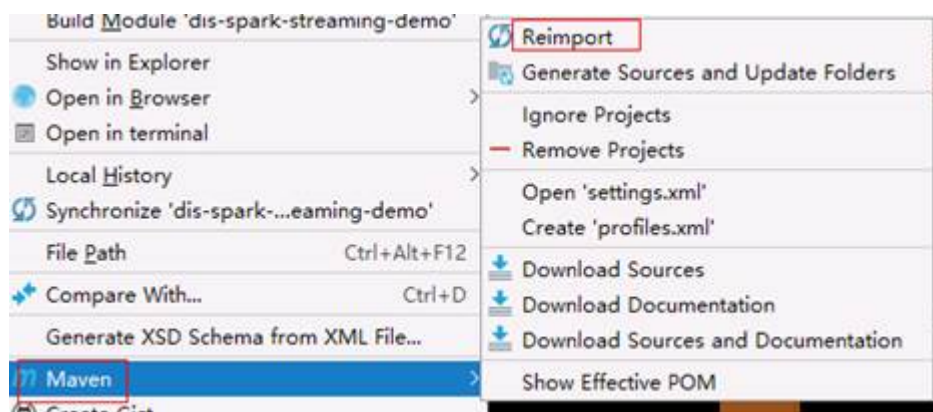 Build Module 'dis-spark-streaming-demo'
Show in Explorer
Open in Browser
Open in terminal
Local History
Synchronize 'dis-spark-...eaming-demo'
File Path Ctrl+Alt+F12
Compare With... Ctrl+D
Generate XSD Schema from XML File...
Maven
Create Gist
Reimport
Generate Sources and Update Folders
Ignore Projects
Remove Projects
Open 'settings.xml'
Create 'profiles.xml'
Download Sources
Download Documentation
Download Sources and Documentation
Show Effective POM